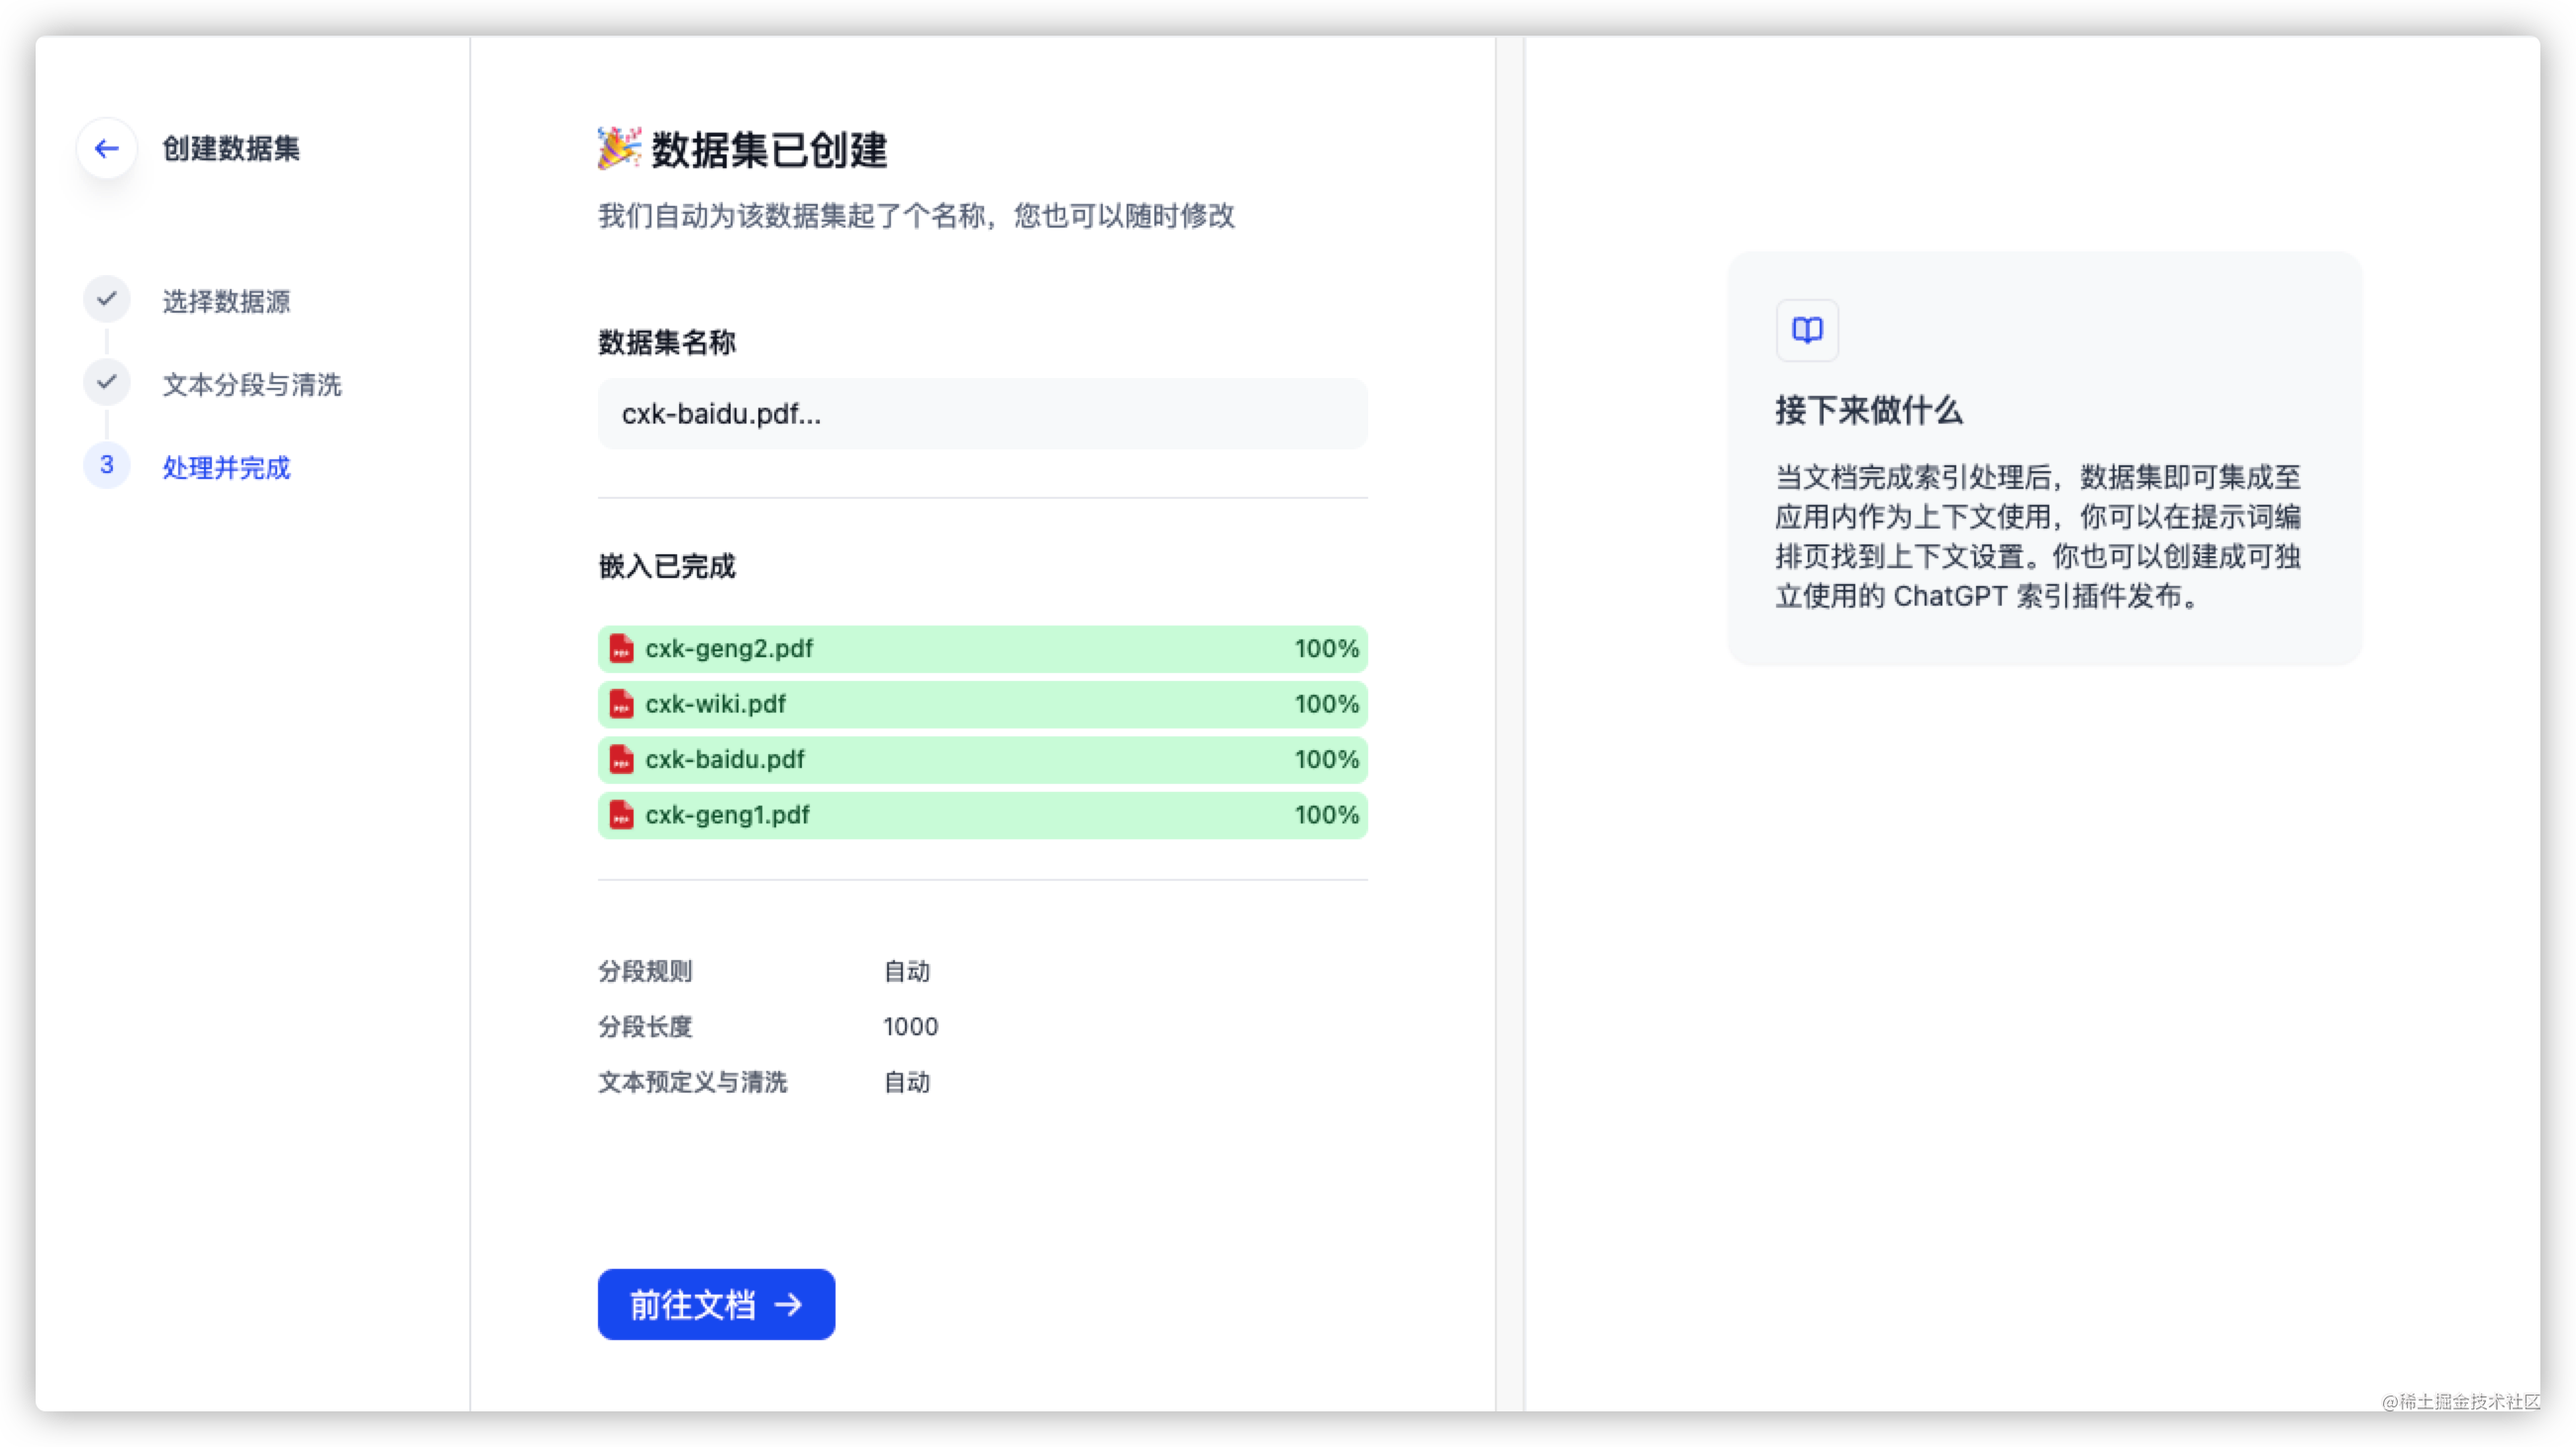 创建数据集
选择数据源
文本分段与清洗
3 处理并完成
🎉 数据集已创建
我们自动为该数据集起了个名称，您也可以随时修改
数据集名称
cxk-baidu.pdf...
嵌入已完成
cxk-geng2.pdf 100%
cxk-wiki.pdf 100%
cxk-baidu.pdf 100%
cxk-geng1.pdf 100%
分段规则 自动
分段长度 1000
文本预定义与清洗 自动
前往文档 →
接下来做什么
当文档完成索引处理后，数据集即可集成至
应用内作为上下文使用，你可以在提示词编
排页找到上下文设置。你也可以创建成可独
立使用的 ChatGPT 索引插件发布。
@稀土掘金技术社区